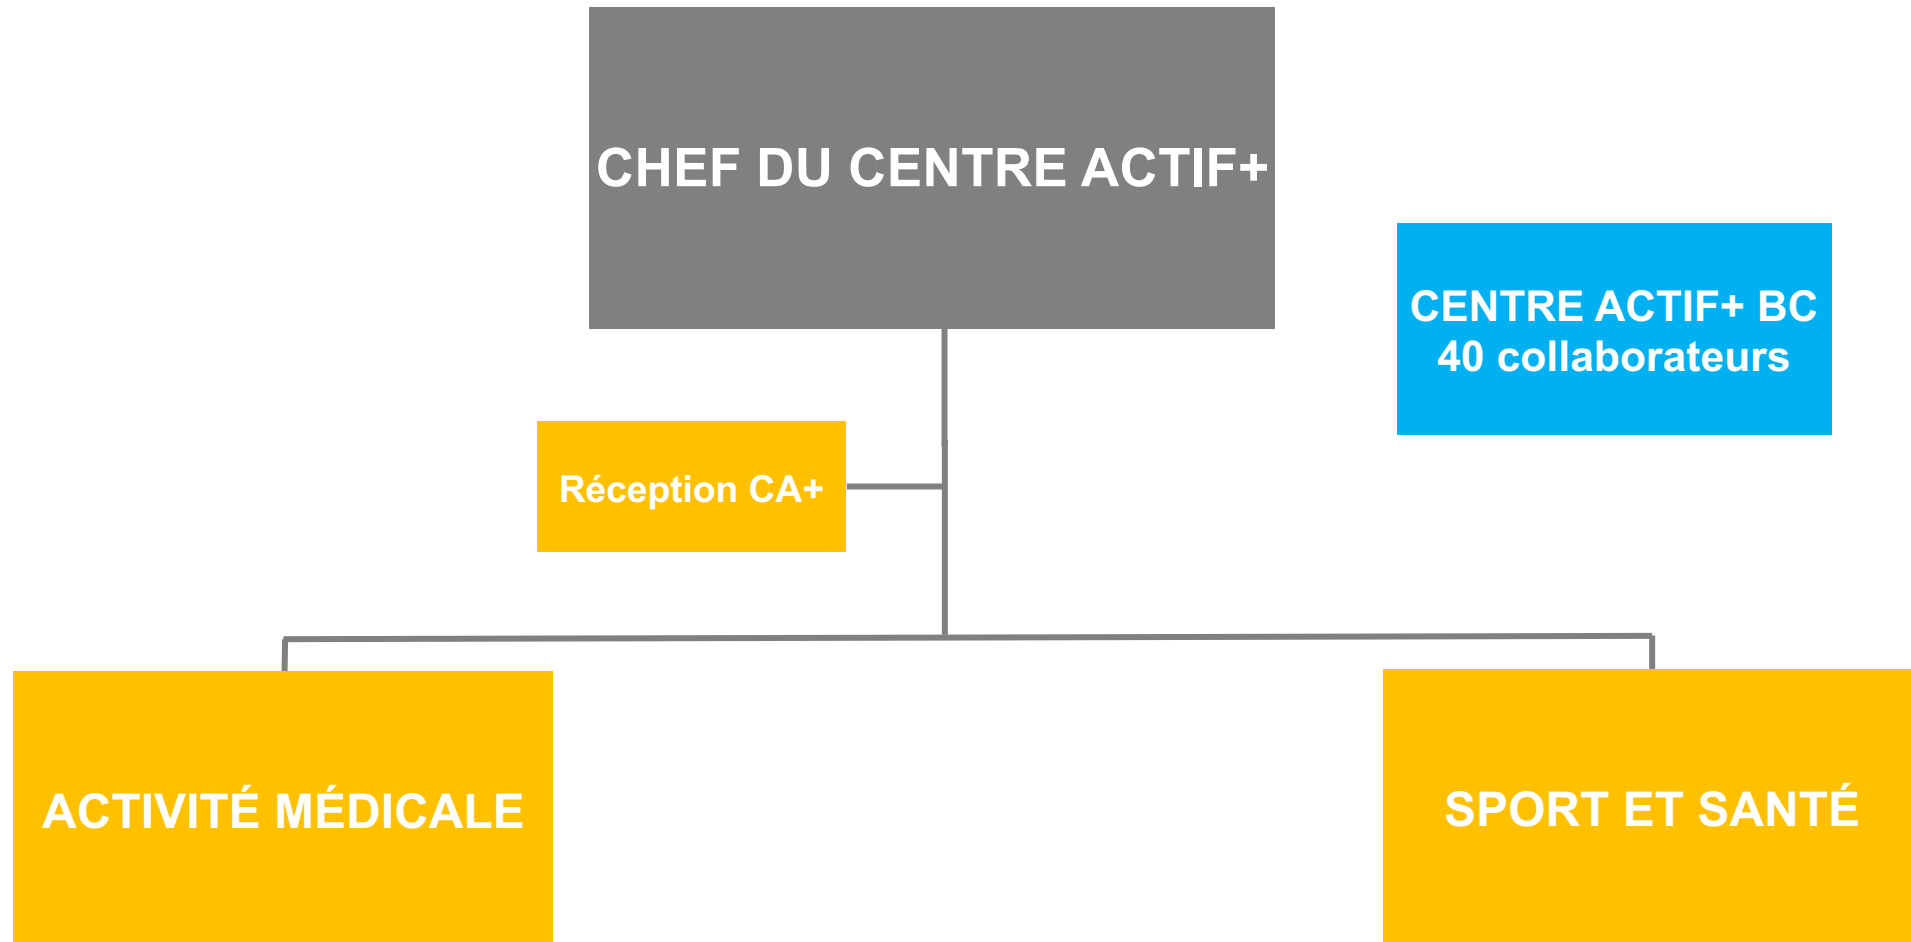 CHEF DU CENTRE ACTIF+
CENTRE ACTIF+ BC
40 collaborateurs
Réception CA+
ACTIVITÉ MÉDICALE
SPORT ET SANTÉ